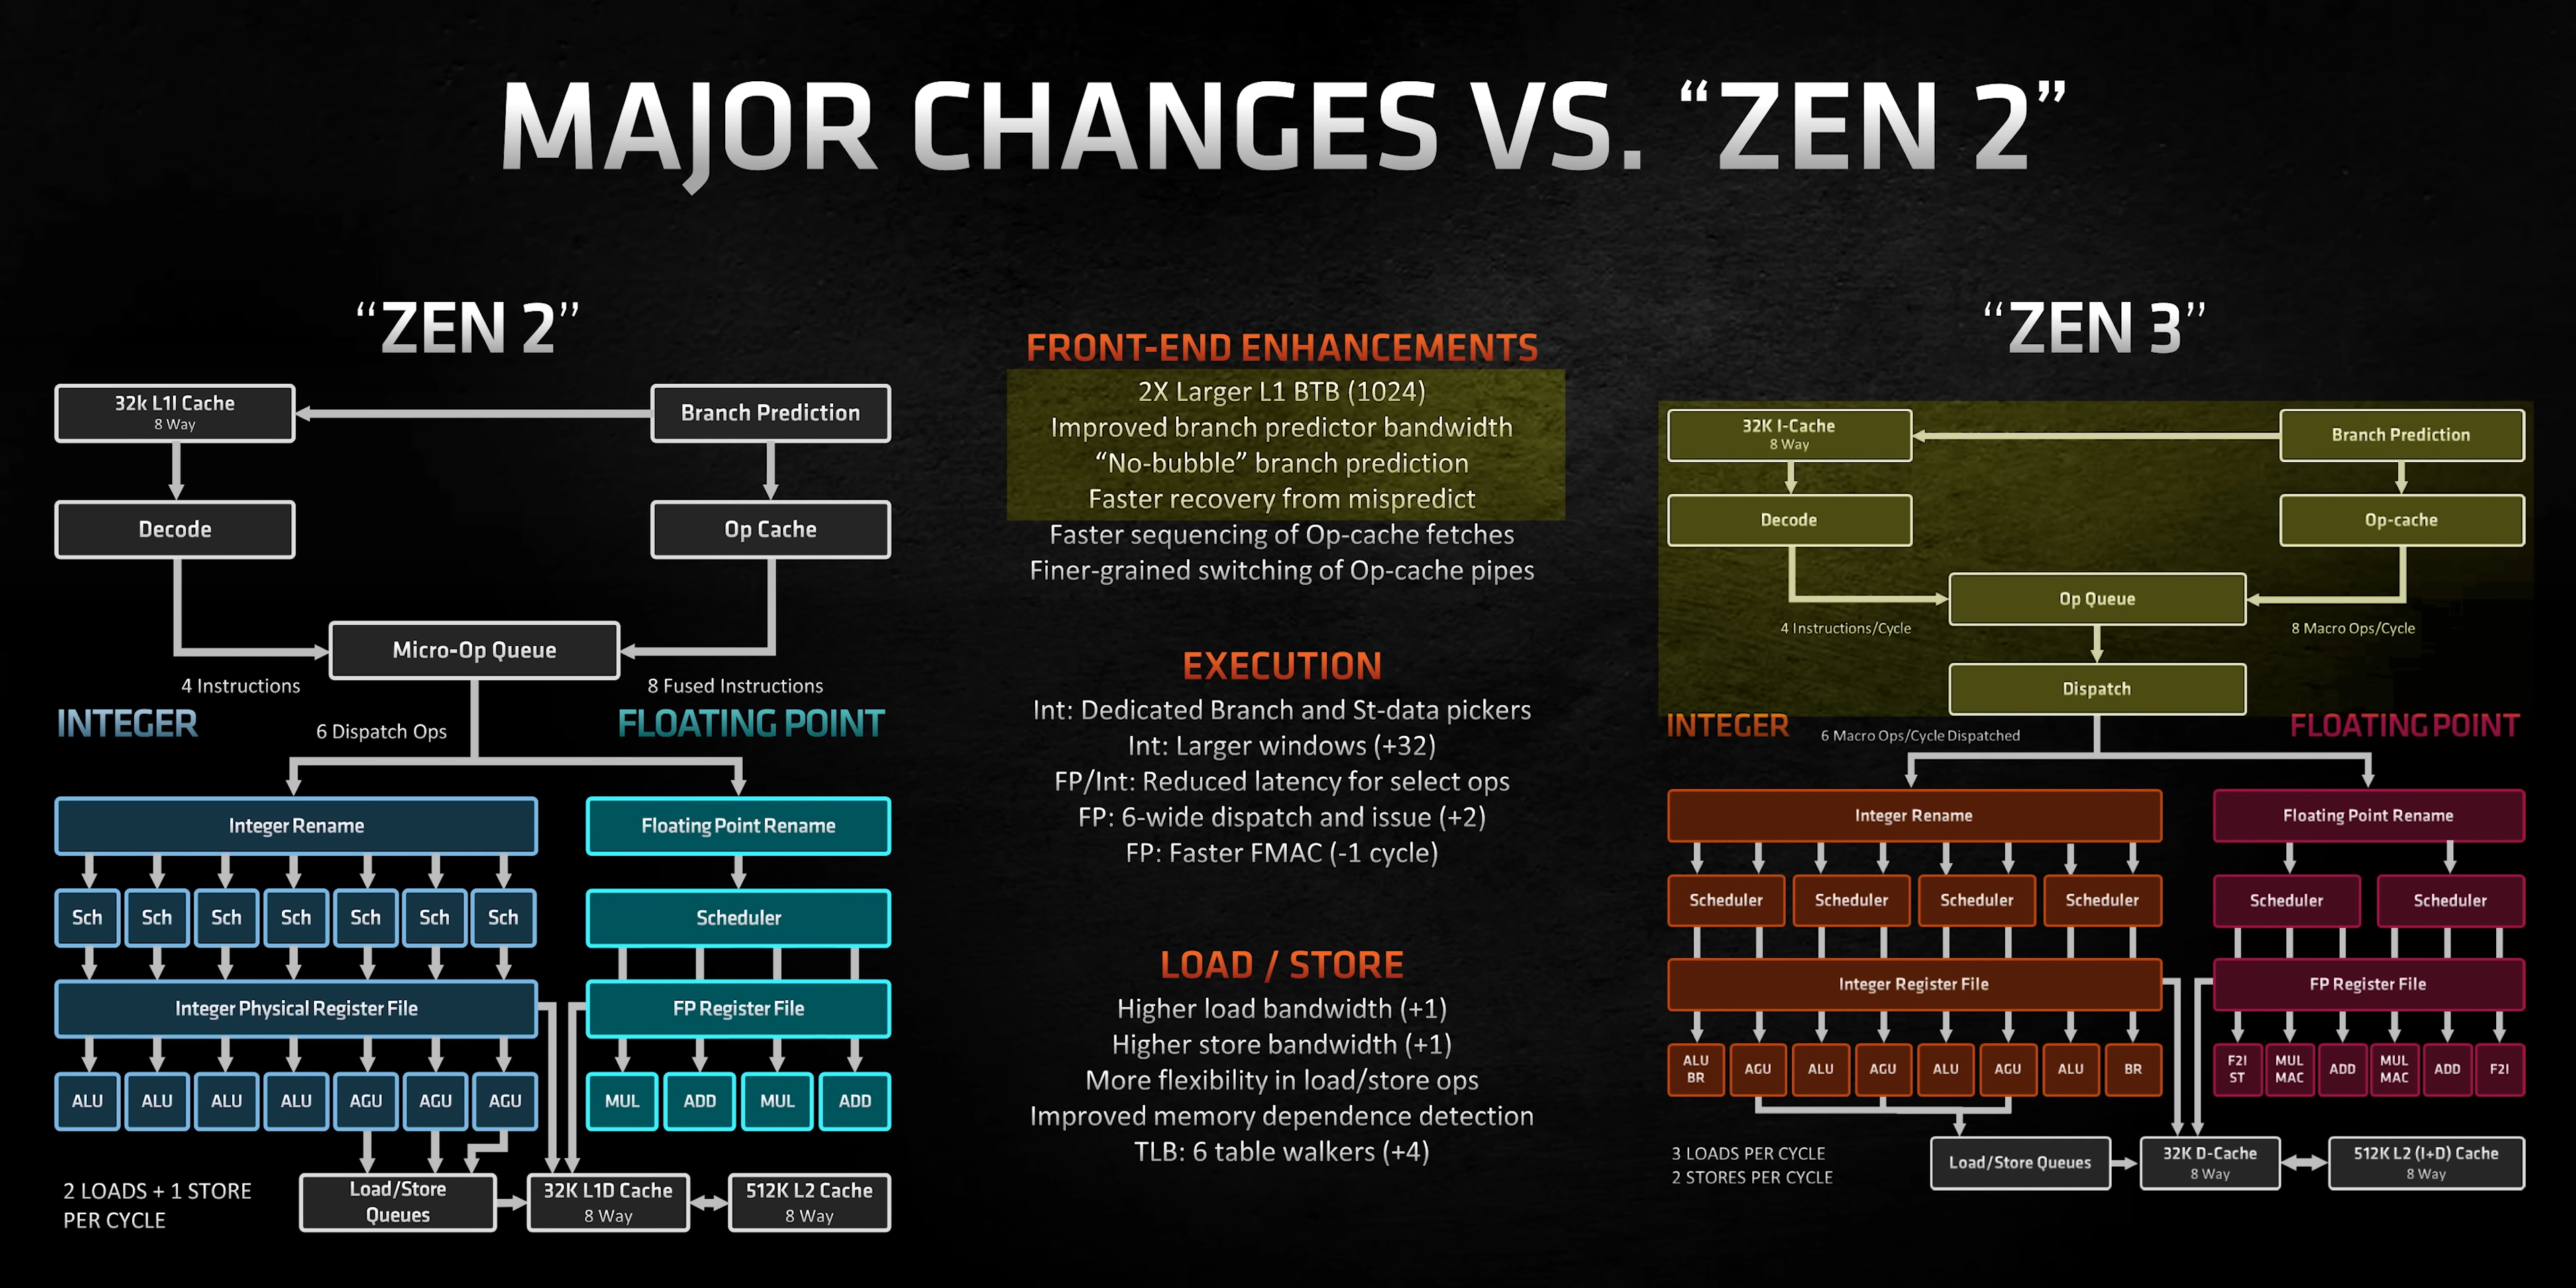 MAJOR CHANGES VS. “ZEN 2”
“ZEN 2”
32k L1I Cache
8 Way
Branch Prediction
Decode
Op Cache
Micro-Op Queue
4 Instructions
8 Fused Instructions
INTEGER
6 Dispatch Ops
FLOATING POINT
Integer Rename
Floating Point Rename
Sch Sch Sch Sch Sch Sch Sch
Scheduler
Integer Physical Register File
FP Register File
ALU ALU ALU ALU AGU AGU AGU
MUL ADD MUL ADD
2 LOADS + 1 STORE
PER CYCLE
Load/Store
Queues
32K L1D Cache
8 Way
512K L2 Cache
8 Way
FRONT-END ENHANCEMENTS
2X Larger L1 BTB (1024)
Improved branch predictor bandwidth
“No-bubble” branch prediction
Faster recovery from mispredict
Faster sequencing of Op-cache fetches
Finer-grained switching of Op-cache pipes
EXECUTION
Int: Dedicated Branch and St-data pickers
Int: Larger windows (+32)
FP/Int: Reduced latency for select ops
FP: 6-wide dispatch and issue (+2)
FP: Faster FMAC (-1 cycle)
LOAD / STORE
Higher load bandwidth (+1)
Higher store bandwidth (+1)
More flexibility in load/store ops
Improved memory dependence detection
TLB: 6 table walkers (+4)
“ZEN 3”
32K I-Cache
8 Way
Branch Prediction
Decode
Op-cache
Op Queue
4 Instructions/Cycle
8 Macro Ops/Cycle
Dispatch
INTEGER
6 Macro Ops/Cycle Dispatched
FLOATING POINT
Integer Rename
Floating Point Rename
Scheduler Scheduler Scheduler Scheduler
Scheduler Scheduler
Integer Register File
FP Register File
ALU BR
AGU
ALU
AGU
ALU
AGU
ALU
BR
F2I ST
MUL MAC
ADD
MUL MAC
ADD
F2I
3 LOADS PER CYCLE
2 STORES PER CYCLE
Load/Store Queues
32K D-Cache
8 Way
512K L2 (I+D) Cache
8 Way